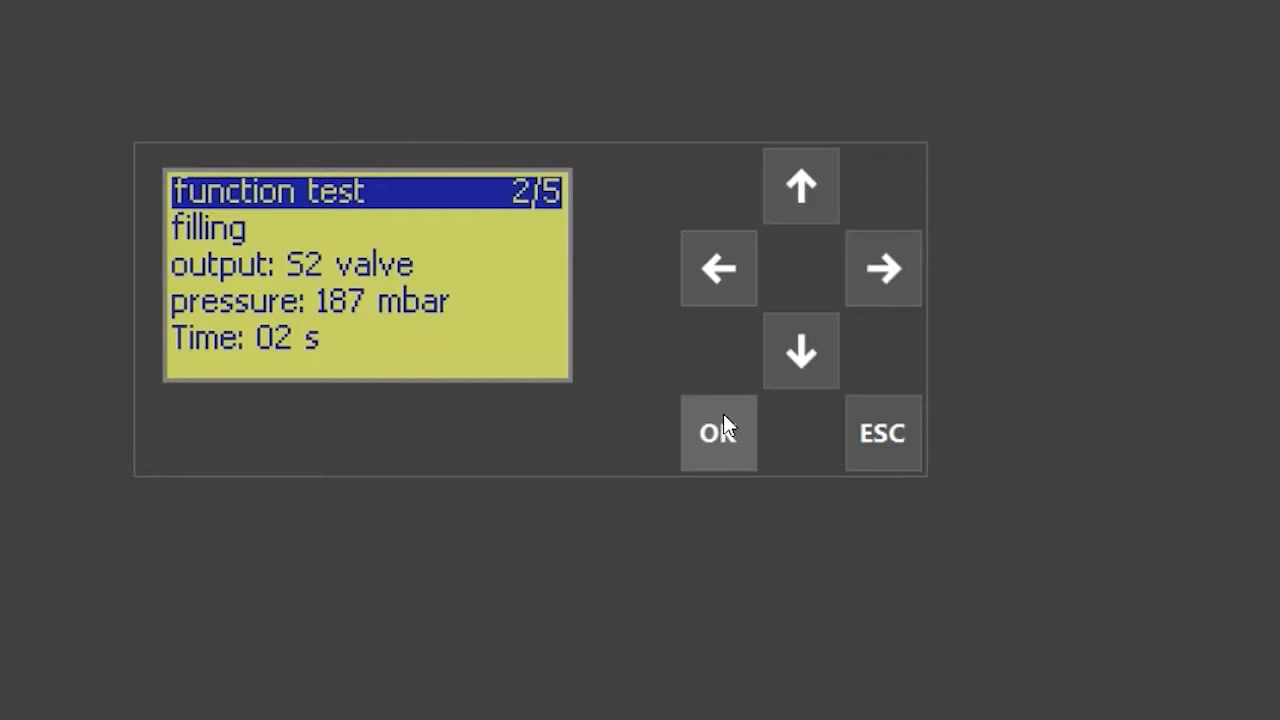 function test 2/5
filling
output: S2 valve
pressure: 187 mbar
Time: 02 s
OK
ESC